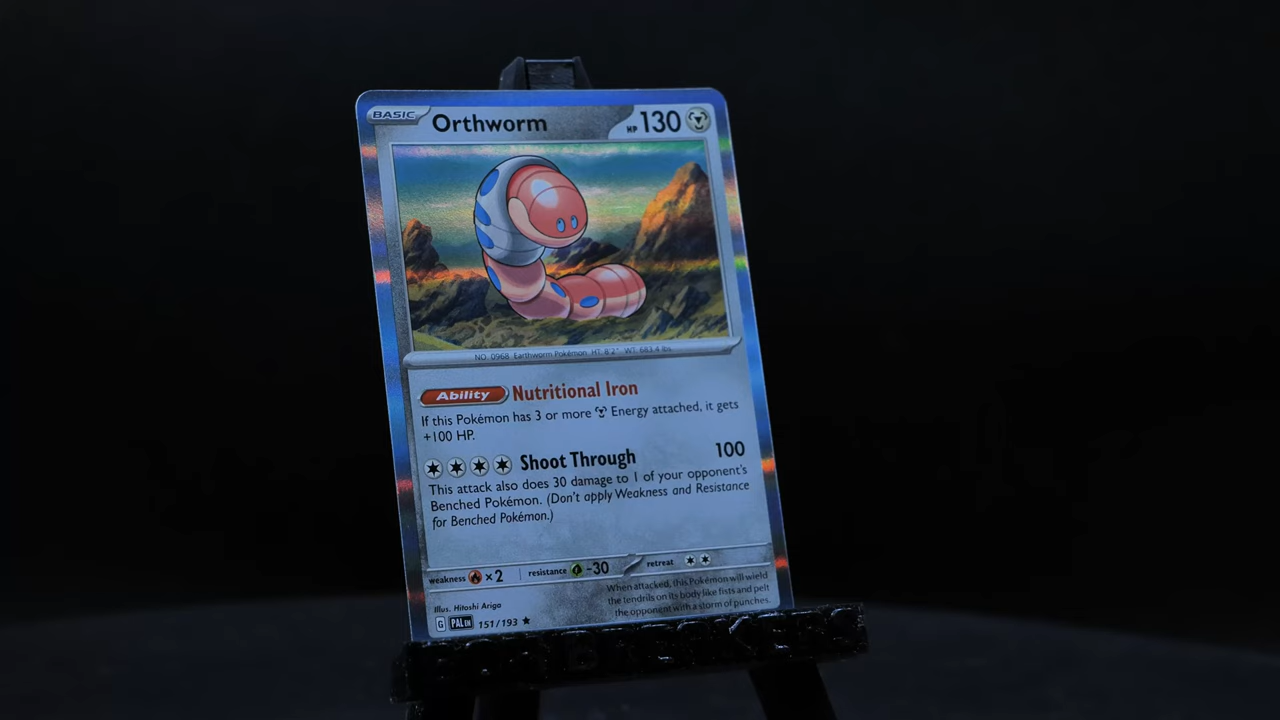 BASIC Orthworm HP 130
NO. 0968 Earthworm Pokémon HT: 8'2" WT: 683.4 lbs.
Ability Nutritional Iron
If this Pokémon has 3 or more Energy attached, it gets
+100 HP.
Shoot Through 100
This attack also does 30 damage to 1 of your opponent's
Benched Pokémon. (Don't apply Weakness and Resistance
for Benched Pokémon.)
weakness ×2 resistance -30 retreat
When attacked, this Pokémon will wield
the tendrils on its body like fists and pelt
the opponent with a storm of punches.
Illus. Hitoshi Ariga
G PAL EN 151/193